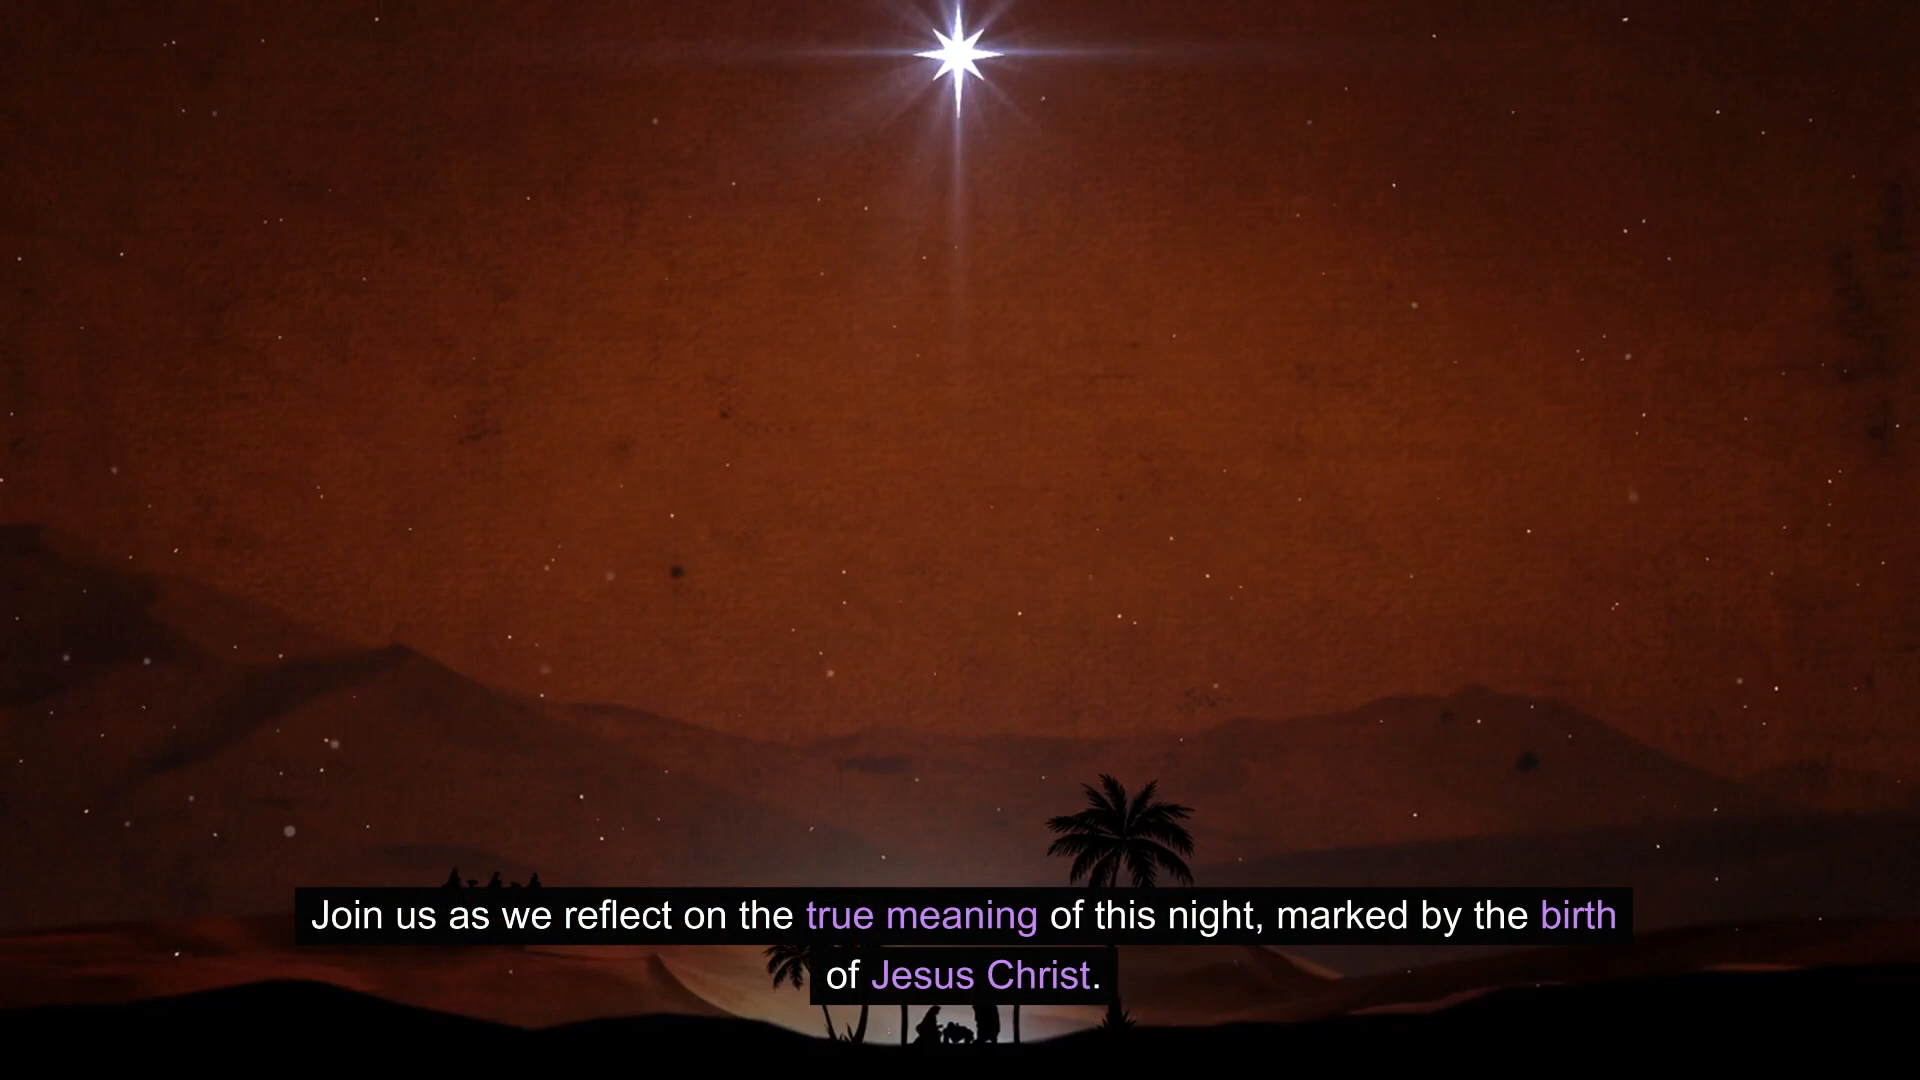 Join us as we reflect on the true meaning of this night, marked by the birth
of Jesus Christ.